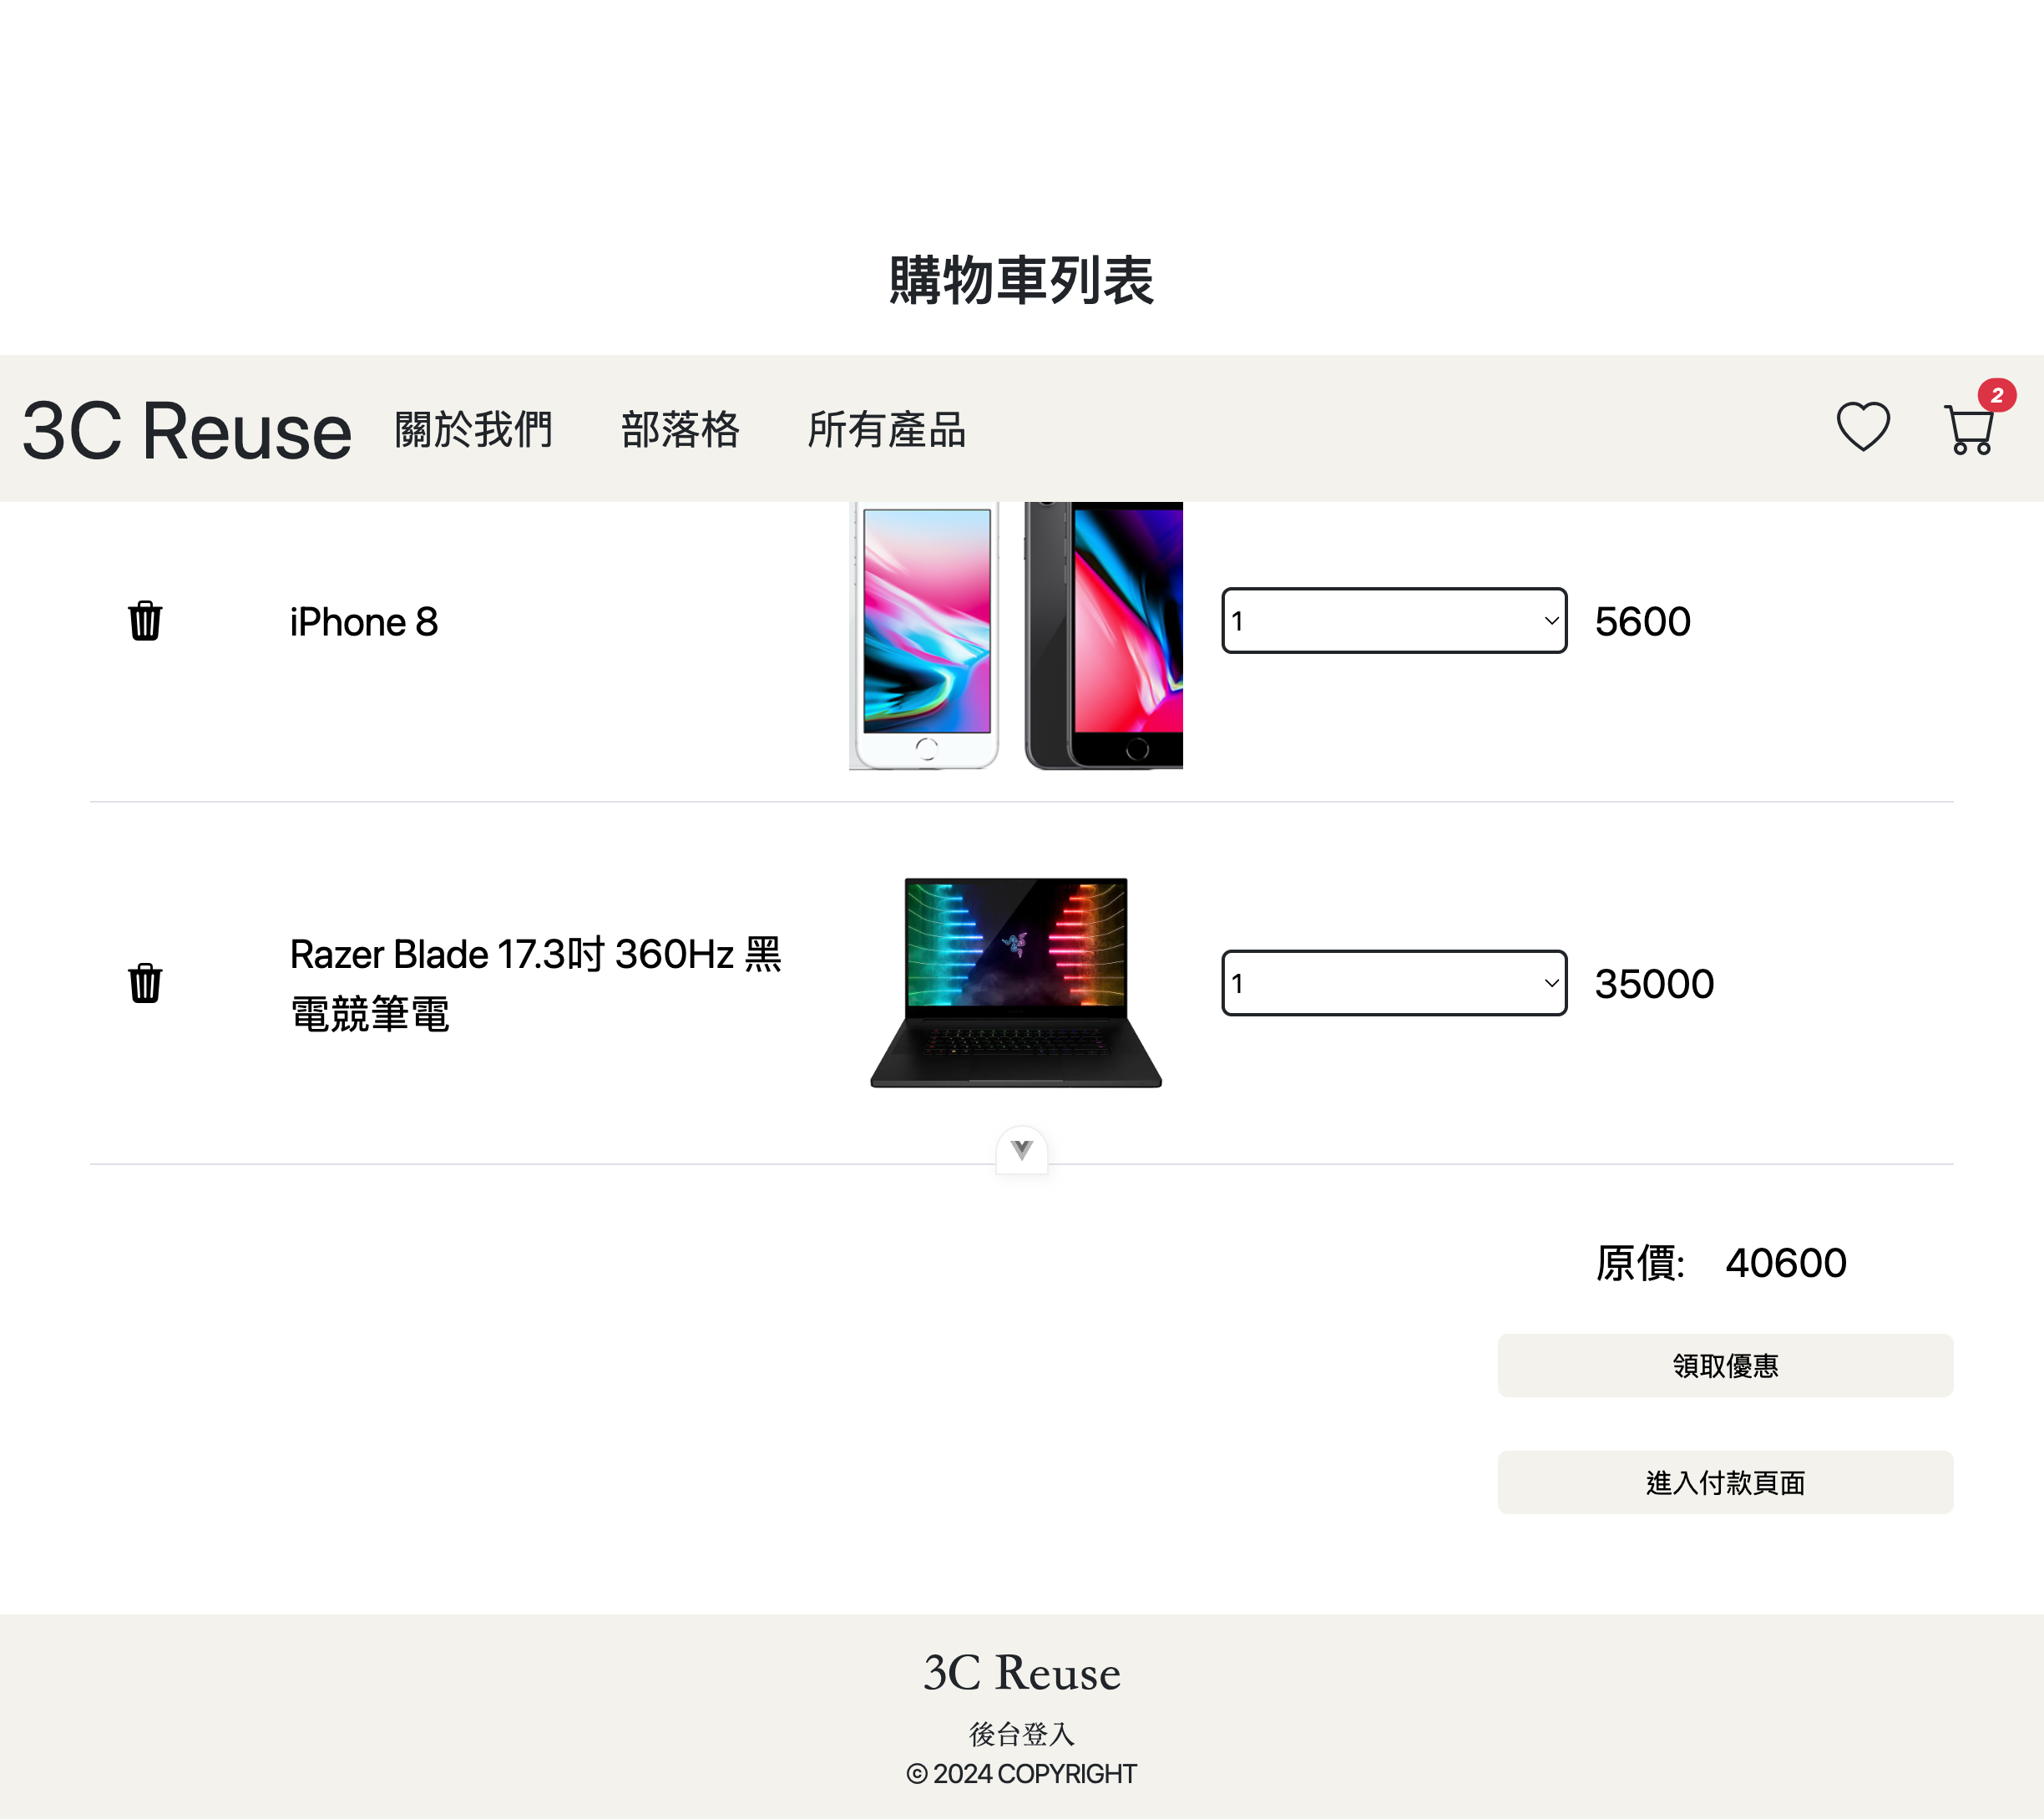 購物車列表
3C Reuse 關於我們 部落格 所有產品 2
iPhone 8 1 5600
Razer Blade 17.3吋 360Hz 黑
電競筆電 1 35000
原價: 40600
領取優惠
進入付款頁面
3C Reuse
後台登入
© 2024 COPYRIGHT